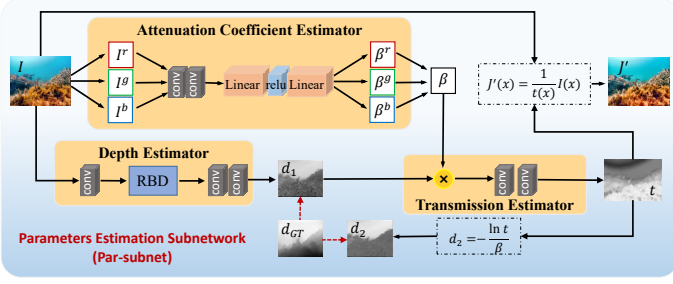 Attenuation Coefficient Estimator
I
I^r
I^g
I^b
conv
conv
Linear relu Linear
β^r
β^g
β^b
β
J'(x) = 1/t(x) I(x)
J'
Depth Estimator
conv
RBD
conv
conv
d_1
×
conv
conv
Transmission Estimator
t
Parameters Estimation Subnetwork
(Par-subnet)
d_GT
d_2
d_2 = − ln t/β